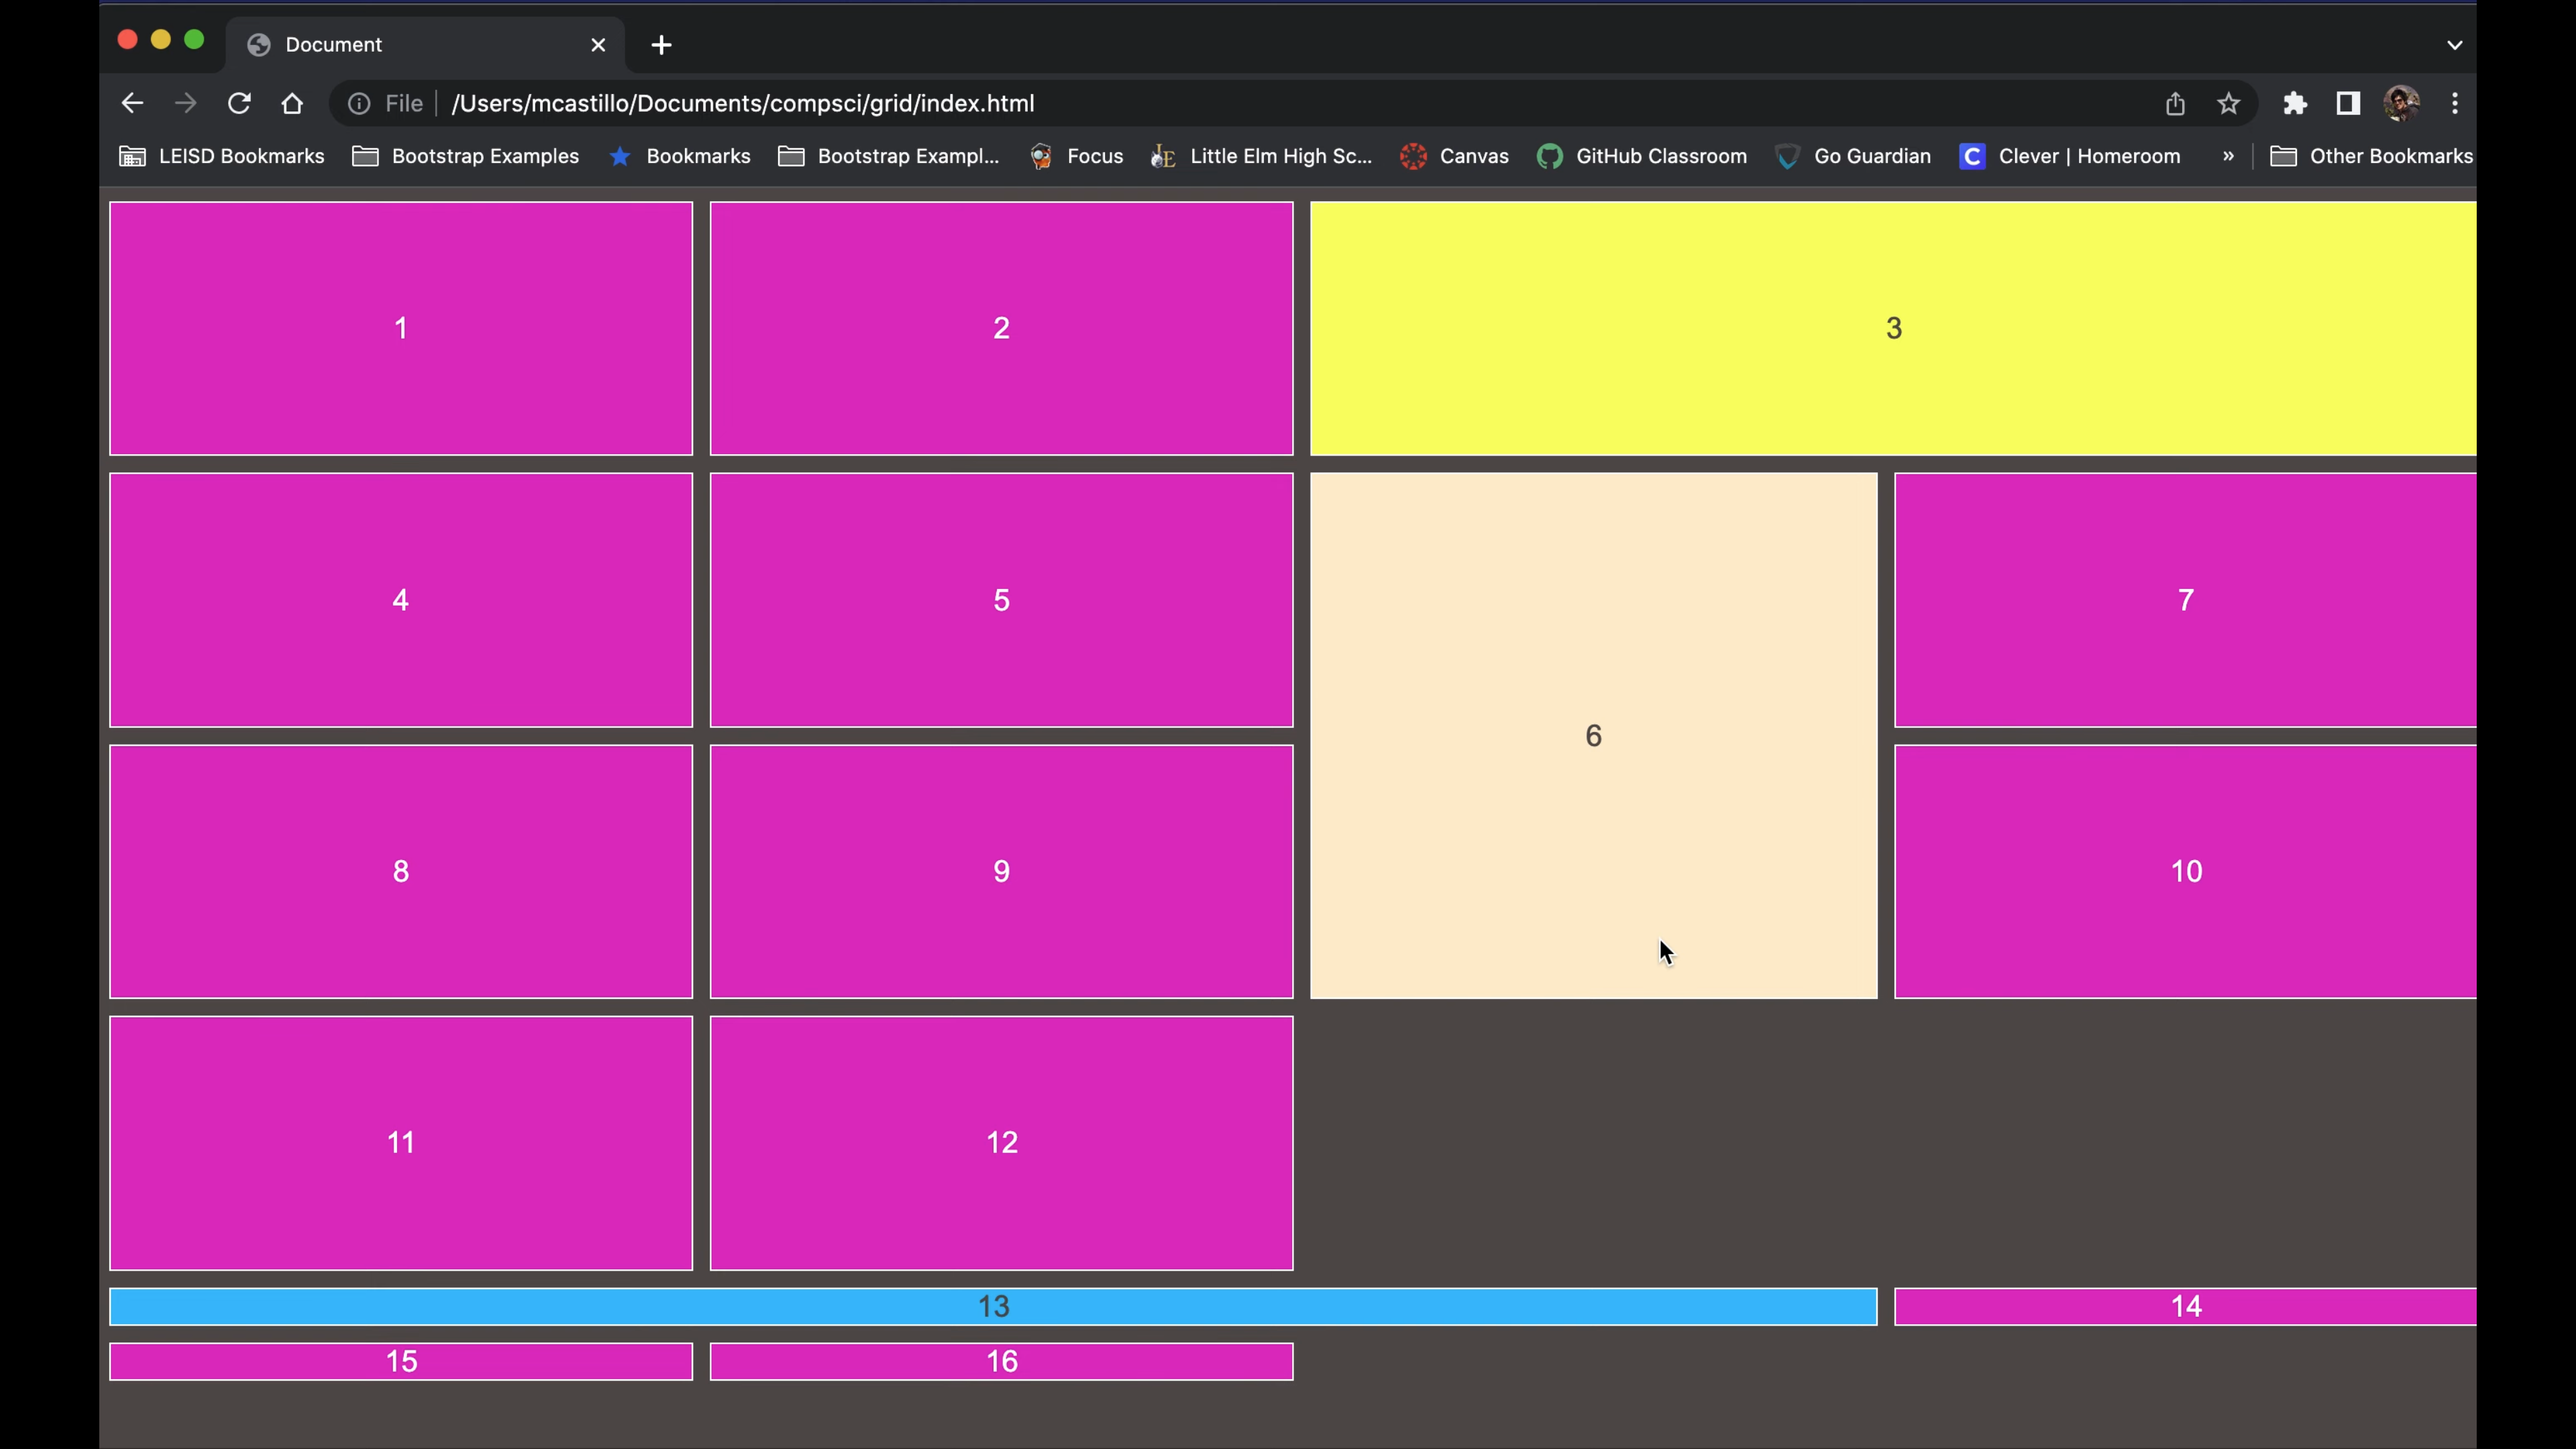 Document
File /Users/mcastillo/Documents/compsci/grid/index.html
LEISD Bookmarks Bootstrap Examples Bookmarks Bootstrap Exampl... Focus Little Elm High Sc... Canvas GitHub Classroom Go Guardian Clever | Homeroom » Other Bookmarks
1 2 3
4 5 7
6
8 9 10
11 12
13 14
15 16